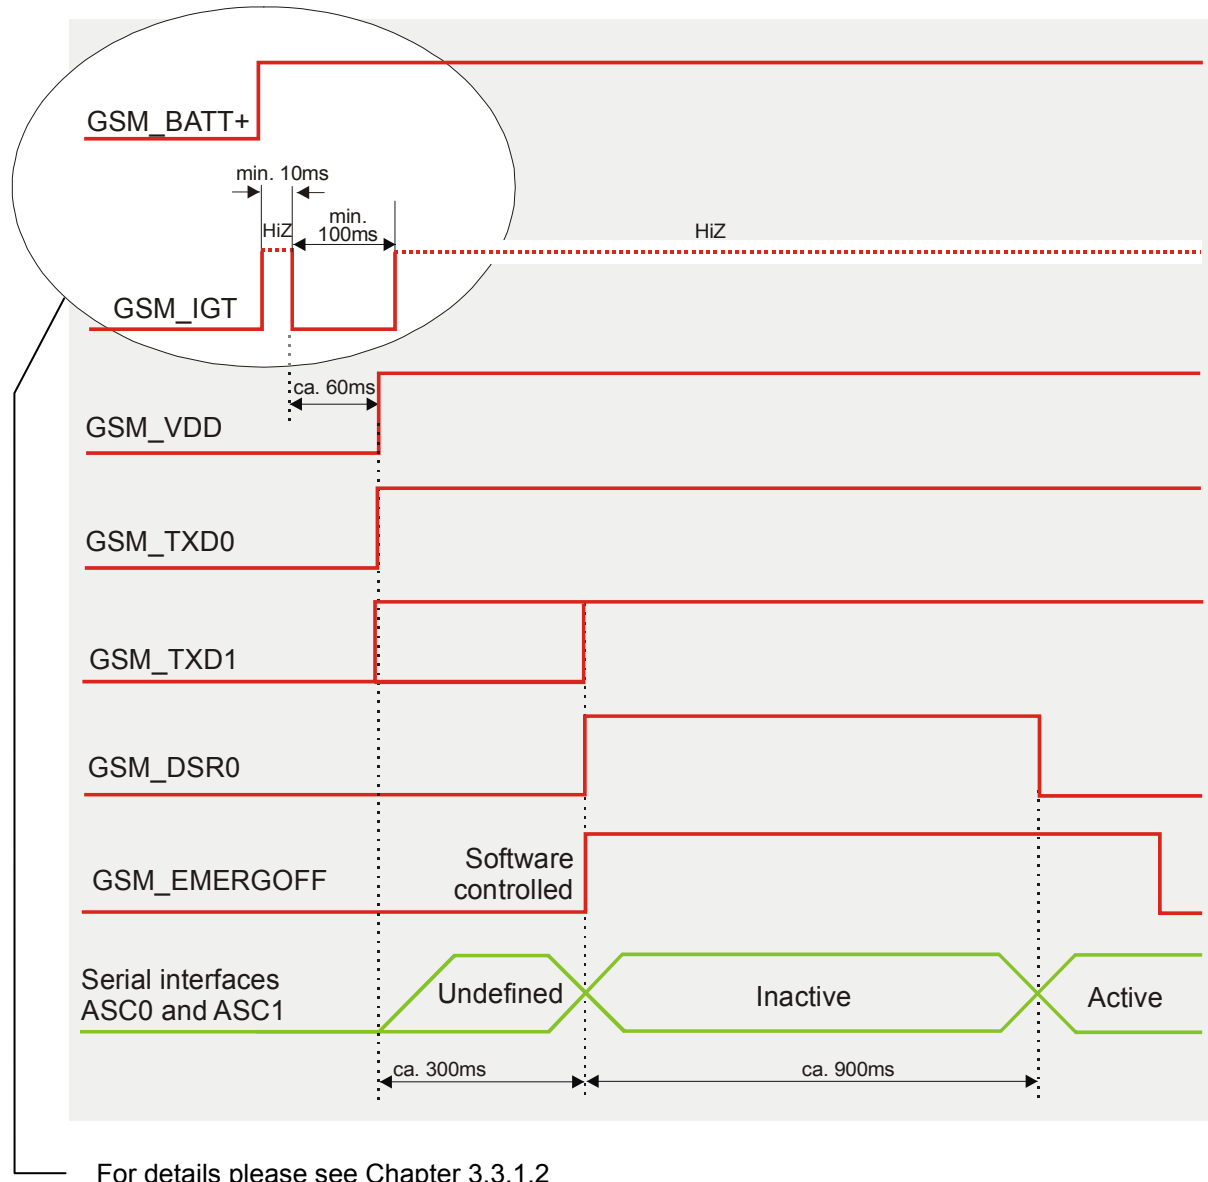 GSM_BATT+
min. 10ms
HiZ
min.
100ms
HiZ
GSM_IGT
ca. 60ms
GSM_VDD
GSM_TXD0
GSM_TXD1
GSM_DSR0
GSM_EMERGOFF
Software
controlled
Serial interfaces
ASC0 and ASC1
Undefined
Inactive
Active
ca. 300ms
ca. 900ms
For details please see Chapter 3.3.1.2